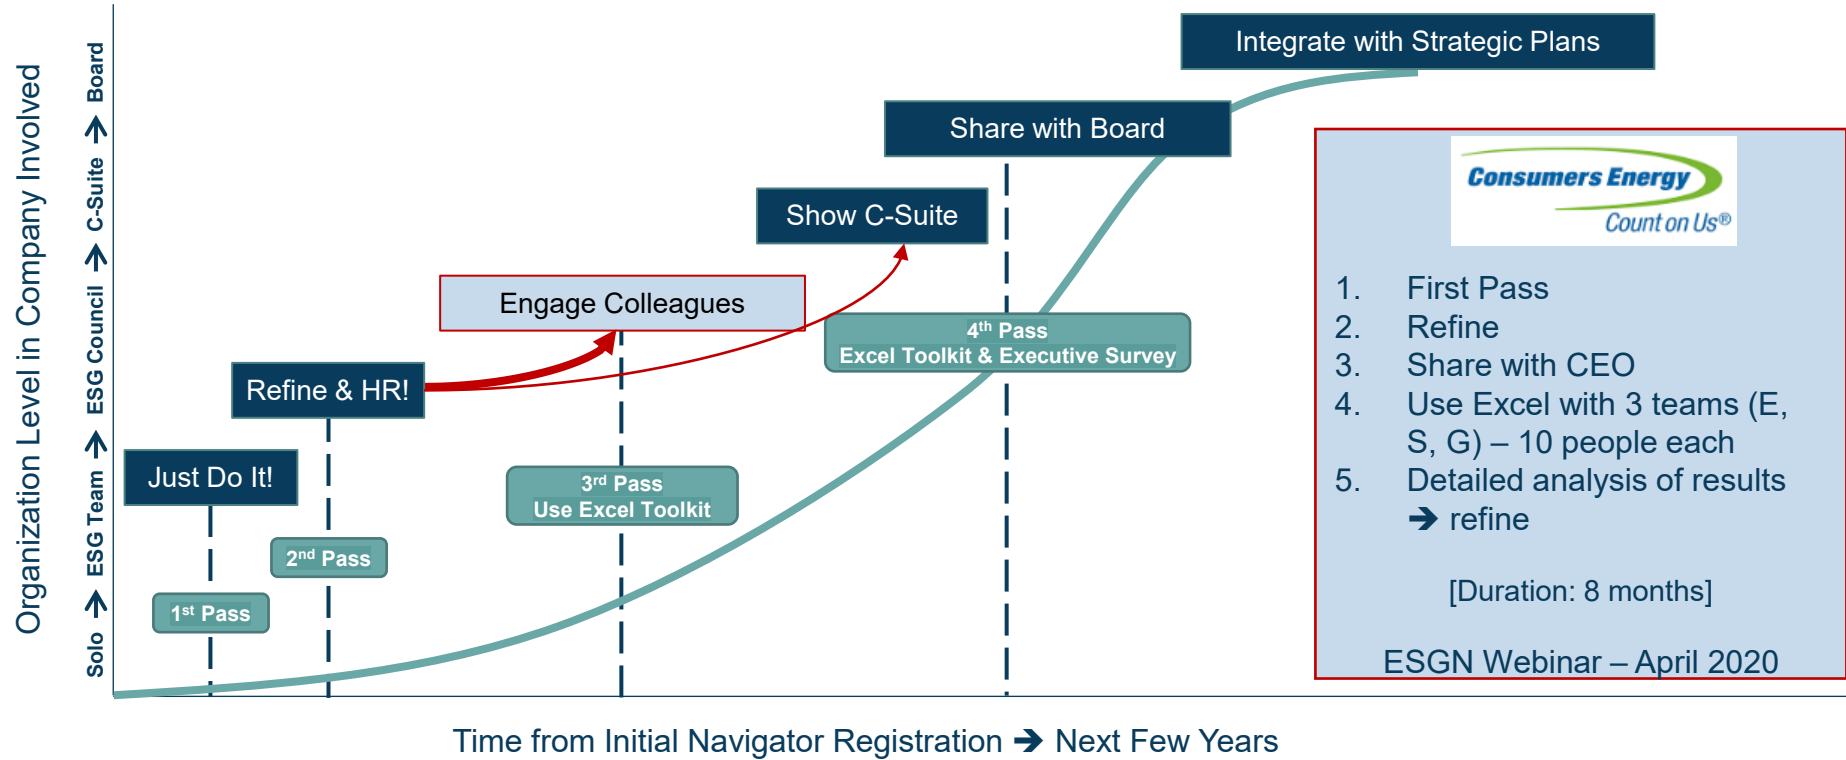 Organization Level in Company Involved
Solo ➔ ESG Team ➔ ESG Council ➔ C-Suite ➔ Board
Integrate with Strategic Plans
Share with Board
Show C-Suite
Engage Colleagues
Refine & HR!
Just Do It!
4th Pass
Excel Toolkit & Executive Survey
3rd Pass
Use Excel Toolkit
2nd Pass
1st Pass
Consumers Energy
Count on Us®
1. First Pass
2. Refine
3. Share with CEO
4. Use Excel with 3 teams (E,
S, G) – 10 people each
5. Detailed analysis of results
➔ refine
[Duration: 8 months]
ESGN Webinar – April 2020
Time from Initial Navigator Registration ➔ Next Few Years